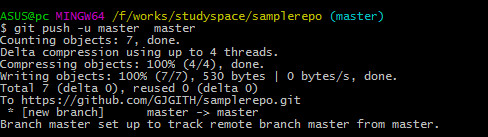 ASUS@pc MINGW64 /f/works/studyspace/samplerepo (master)
$ git push -u master  master
Counting objects: 7, done.
Delta compression using up to 4 threads.
Compressing objects: 100% (4/4), done.
Writing objects: 100% (7/7), 530 bytes | 0 bytes/s, done.
Total 7 (delta 0), reused 0 (delta 0)
To https://github.com/GJGITH/samplerepo.git
 * [new branch]      master -> master
Branch master set up to track remote branch master from master.